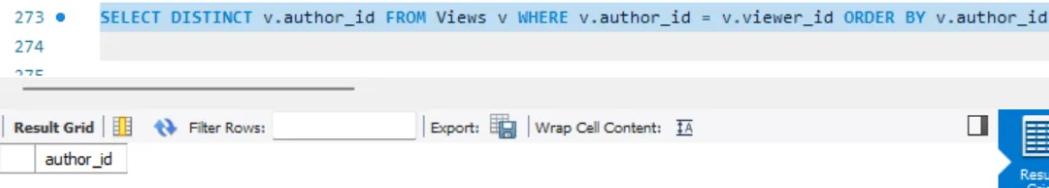 273 SELECT DISTINCT v.author_id FROM Views v WHERE v.author_id = v.viewer_id ORDER BY v.author_id
274
275
Result Grid Filter Rows: Export: Wrap Cell Content:
author_id